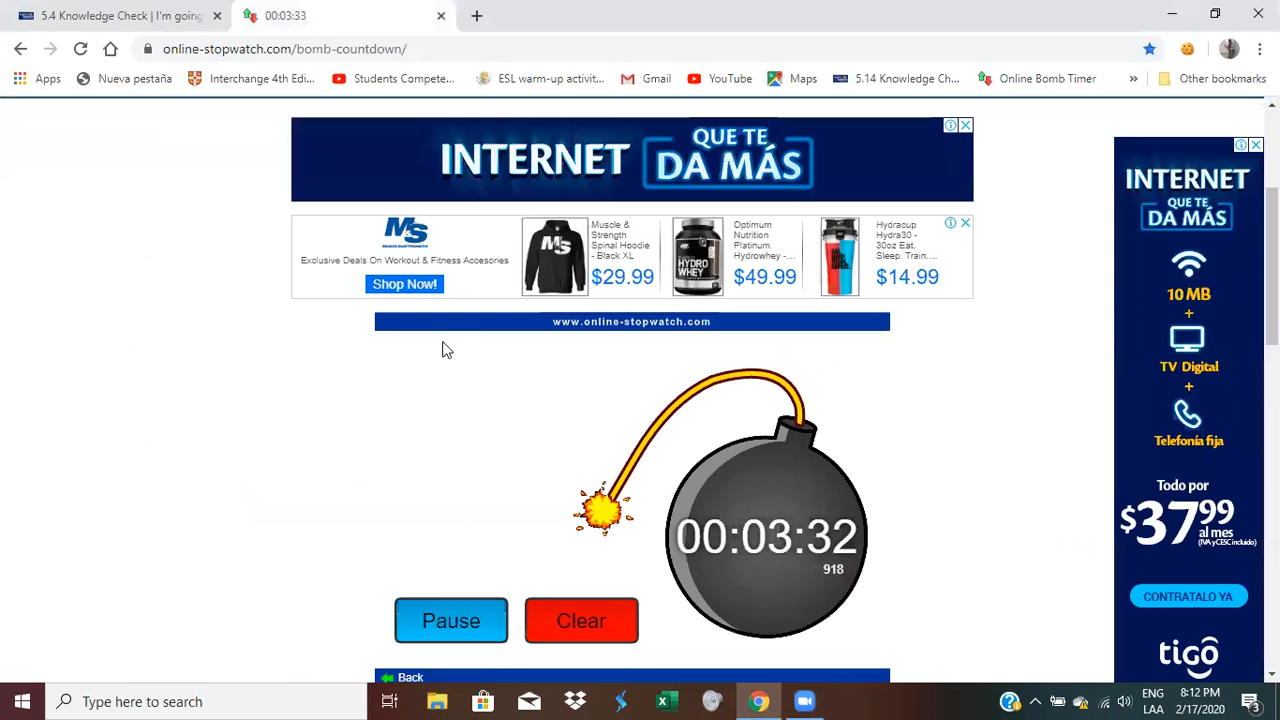 5.4 Knowledge Check | I'm going
00:03:33
online-stopwatch.com/bomb-countdown/
Apps
Nueva pestaña
Interchange 4th Edi...
Students Compete...
ESL warm-up activit...
Gmail
YouTube
Maps
5.14 Knowledge Ch...
Online Bomb Timer
Other bookmarks
INTERNET QUE TE DA MÁS
M&S
Exclusive Deals On Workout & Fitness Accesories
Shop Now!
Muscle &
Strength
Spinal Hoodie
- Black XL
$29.99
Optimum
Nutrition
Platinum
Hydrowhey -...
$49.99
Hydracup
Hydra30 -
30oz Eat.
Sleep. Train....
$14.99
www.online-stopwatch.com
00:03:32
918
Pause
Clear
Back
INTERNET
QUE TE DA MÁS
10 MB
+
TV Digital
+
Telefonía fija
Todo por
$37.99
al mes
(IVA y CESC incluido)
CONTRATALO YA
tigo
Type here to search
ENG
LAA
8:12 PM
2/17/2020
3